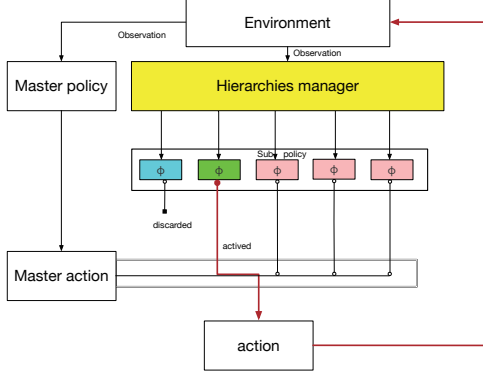 Environment
Observation
Observation
Master policy
Hierarchies manager
Sub policy
ϕ ϕ ϕ ϕ ϕ
discarded
actived
Master action
action